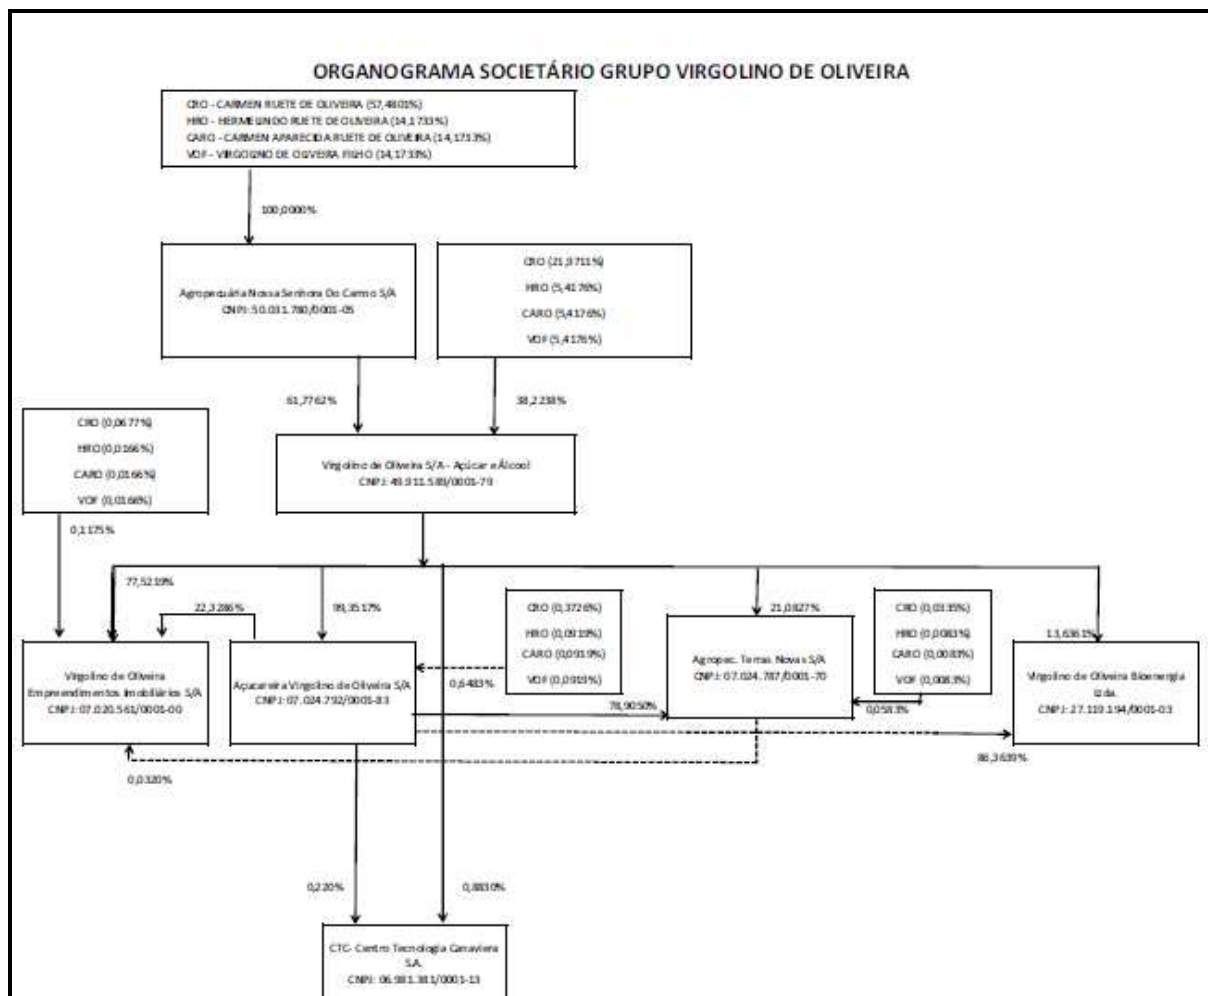 ORGANOGRAMA SOCIETÁRIO GRUPO VIRGOLINO DE OLIVEIRA
CRO - CARMEN RUETE DE OLIVEIRA (57,4801%)
HRO - HERMELINDO RUETE DE OLIVEIRA (14,1733%)
CARO - CARMEN APARECIDA RUETE DE OLIVEIRA (14,1733%)
VOF - VIRGOLINO DE OLIVEIRA FILHO (14,1733%)
100,0000%
Agropecuária Nossa Senhora Do Carmo S/A
CNPJ: 50.031.780/0001-05
CRO (21,9711%)
HRO (5,4176%)
CARO (5,4176%)
VOF (5,4176%)
61,7762%
38,2238%
CRO (0,0677%)
HRO (0,0166%)
CARO (0,0166%)
VOF (0,0166%)
Virgolino de Oliveira S/A - Açúcar e Álcool
CNPJ: 49.911.589/0001-79
0,1175%
77,5219%
22,3286%
99,3517%
CRO (0,3726%)
HRO (0,0919%)
CARO (0,0919%)
VOF (0,0919%)
21,0827%
CRO (0,0335%)
HRO (0,0083%)
CARO (0,0083%)
VOF (0,0083%)
13,6361%
Virgolino de Oliveira
Empreendimentos Imobiliários S/A
CNPJ: 07.020.561/0001-00
Açucareira Virgolino de Oliveira S/A
CNPJ: 07.024.792/0001-83
0,6483%
78,9050%
Agropec. Terras Novas S/A
CNPJ: 07.024.787/0001-70
0,0583%
Virgolino de Oliveira Bioenergia
Ltda.
CNPJ: 27.119.194/0001-03
0,0320%
86,3639%
0,220%
0,8830%
CTC- Centro Tecnologia Canavieira
S.A.
CNPJ: 06.981.381/0001-13